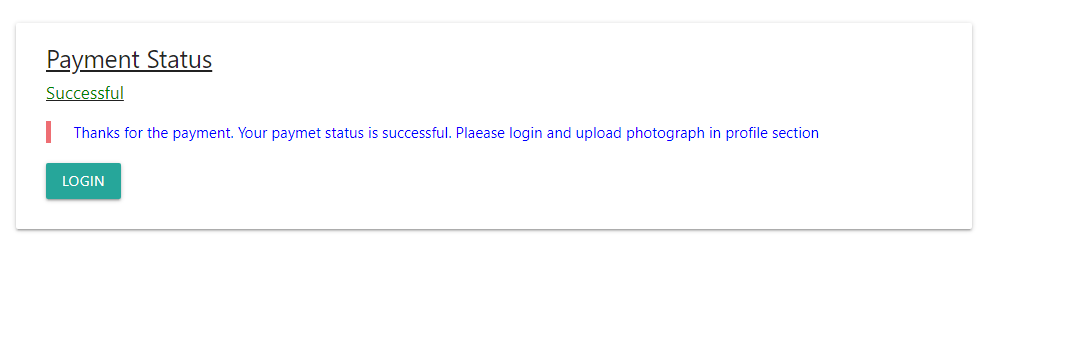 Payment Status
Successful
Thanks for the payment. Your paymet status is successful. Plaease login and upload photograph in profile section
LOGIN